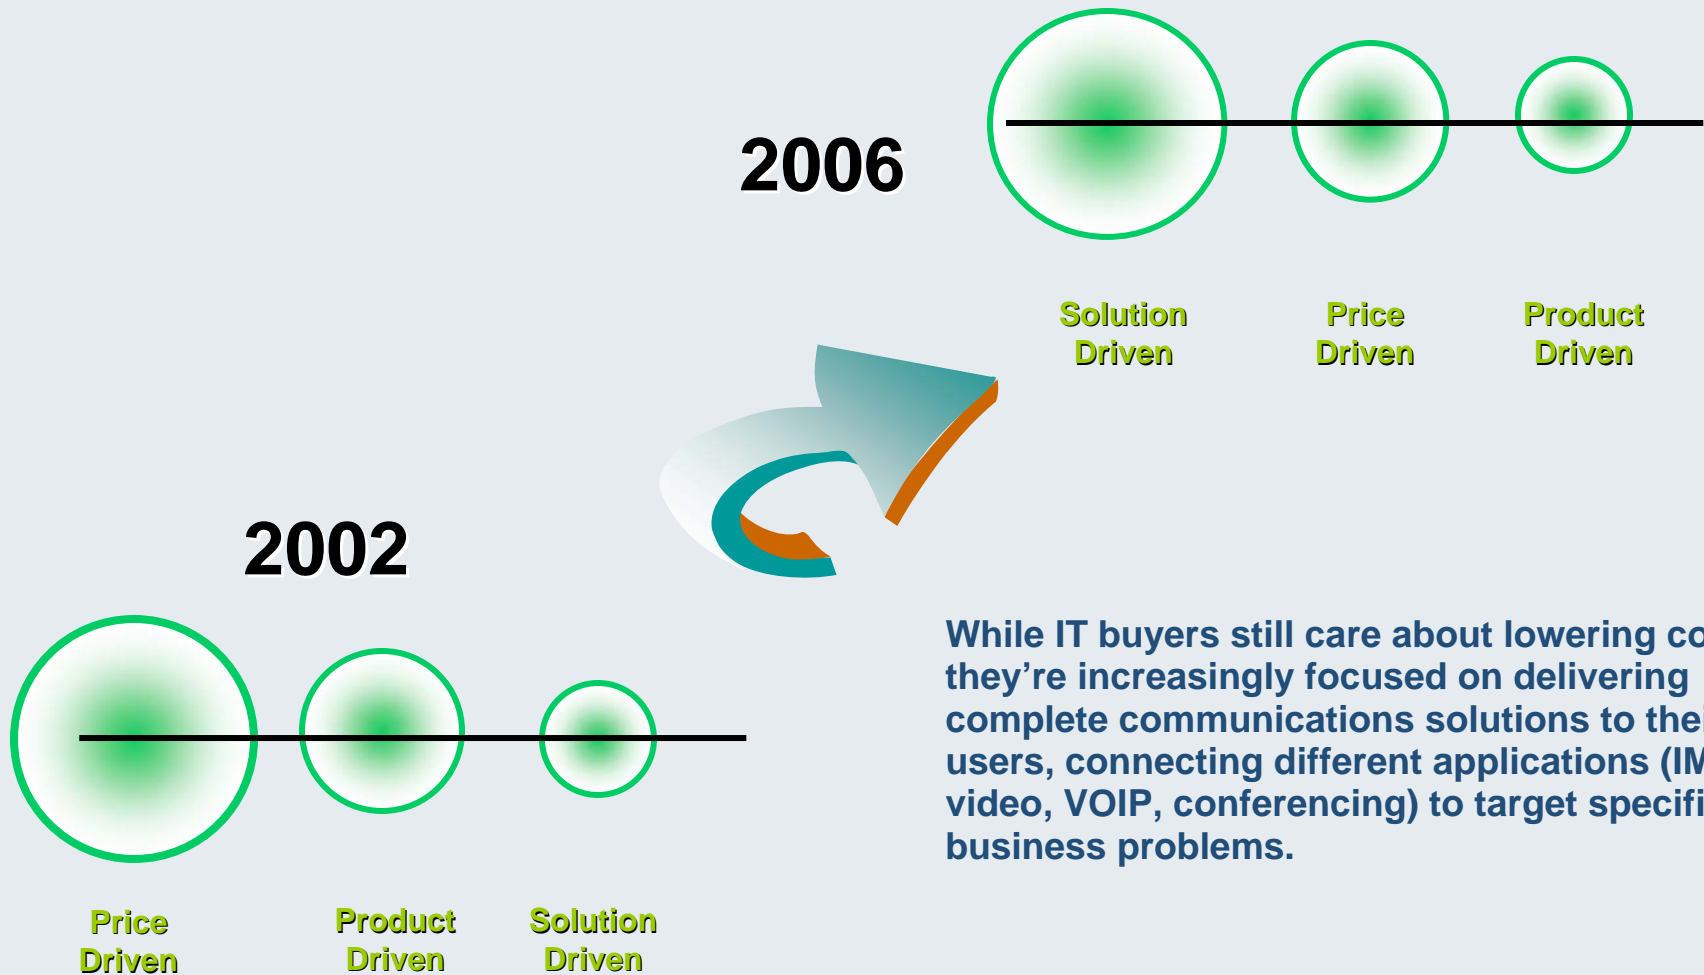 2006
Solution
Driven
Price
Driven
Product
Driven
2002
Price
Driven
Product
Driven
Solution
Driven
While IT buyers still care about lowering
they’re increasingly focused on delivering
complete communications solutions to
users, connecting different applications
video, VOIP, conferencing) to target
business problems.